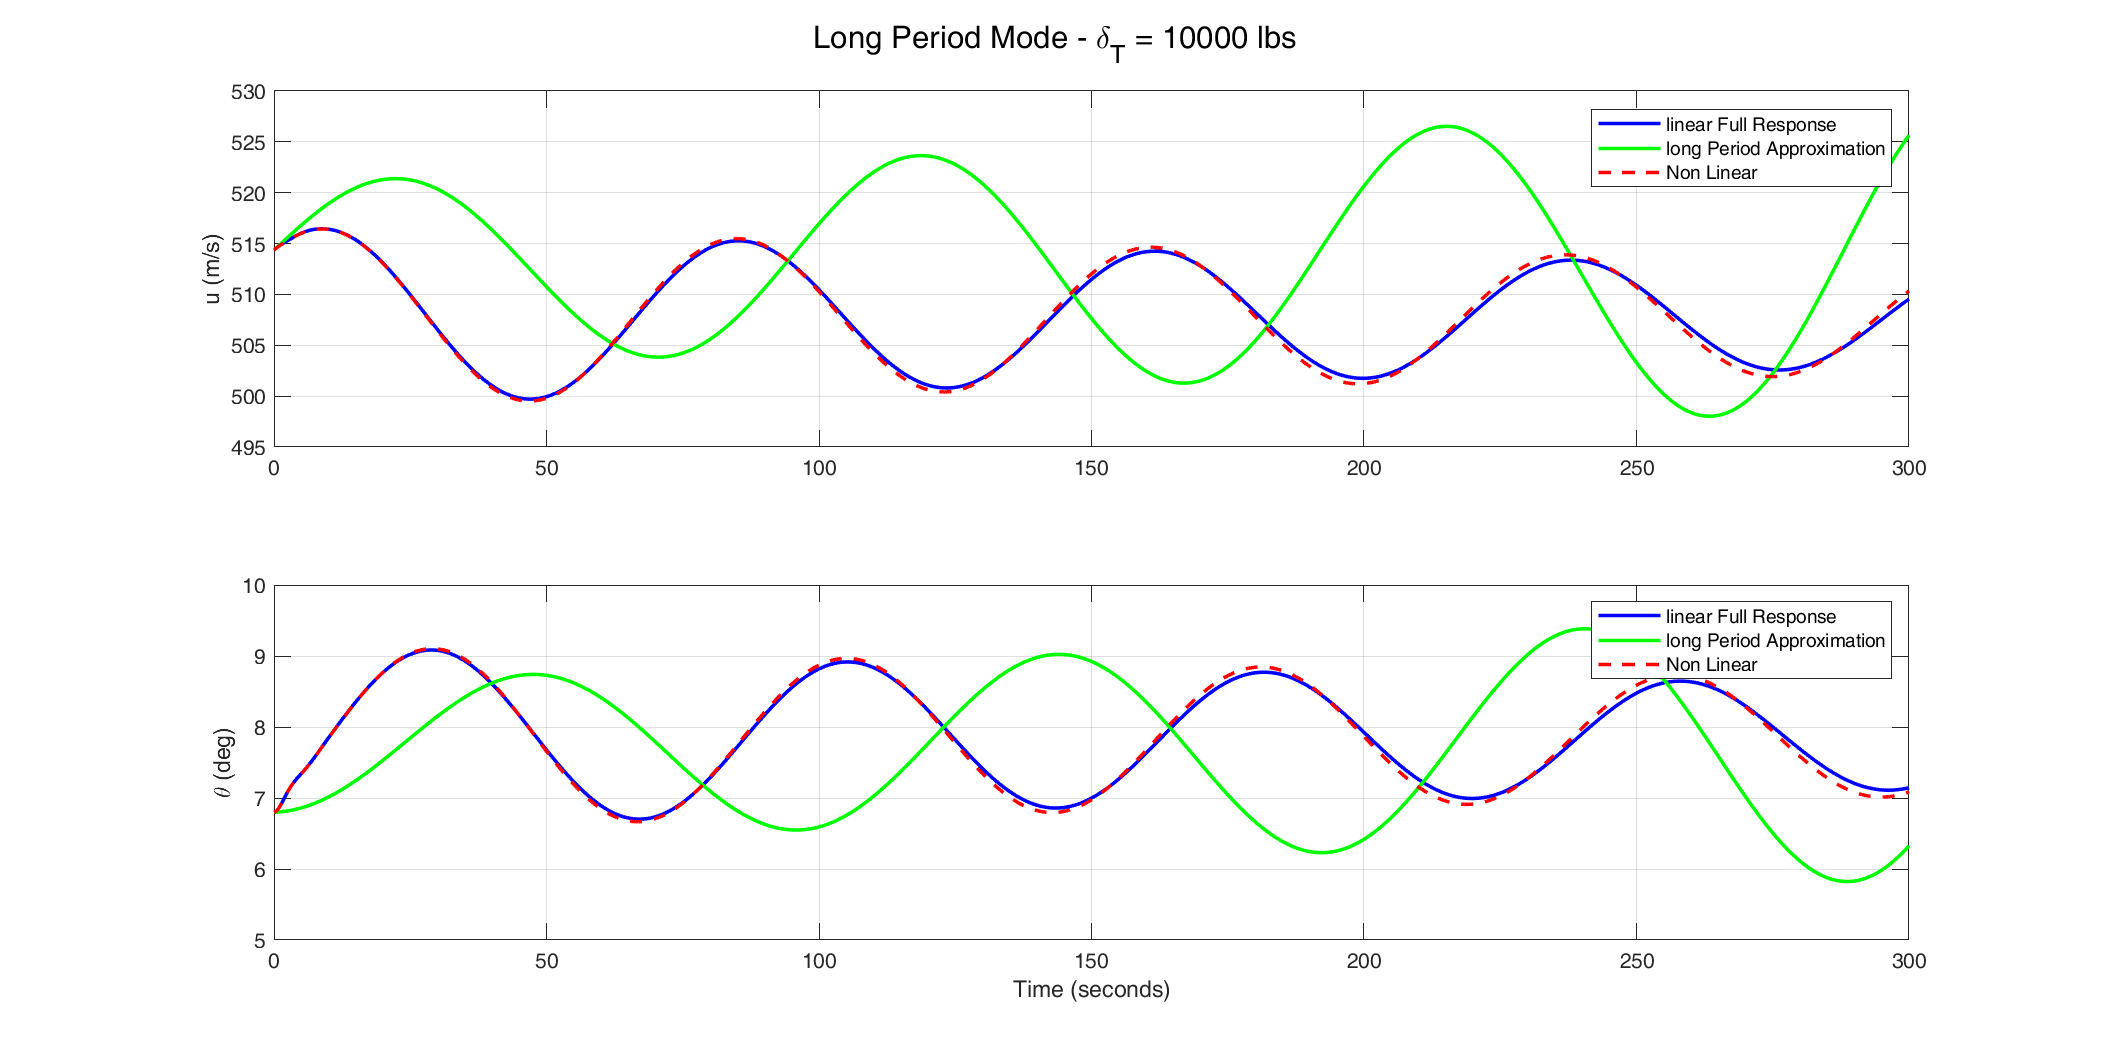 Long Period Mode - δ_T = 10000 lbs
530
525
520
515
510
505
500
495
u (m/s)
linear Full Response
long Period Approximation
Non Linear
0 50 100 150 200 250 300
10
9
8
7
6
5
θ (deg)
linear Full Response
long Period Approximation
Non Linear
0 50 100 150 200 250 300
Time (seconds)